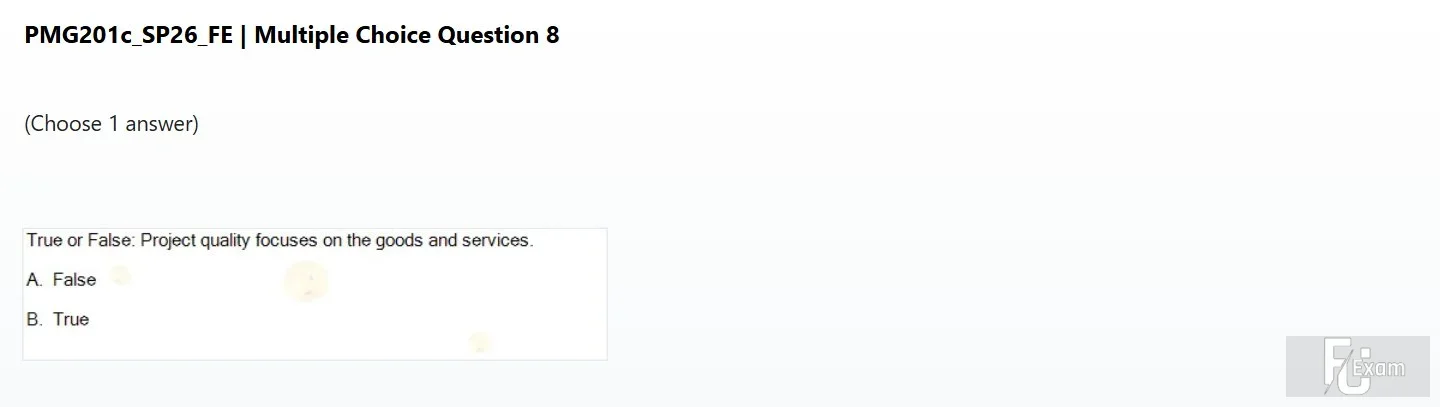 PMG201c_SP26_FE | Multiple Choice Question 8
(Choose 1 answer)
True or False: Project quality focuses on the goods and services.
A. False
B. True
FU Exam